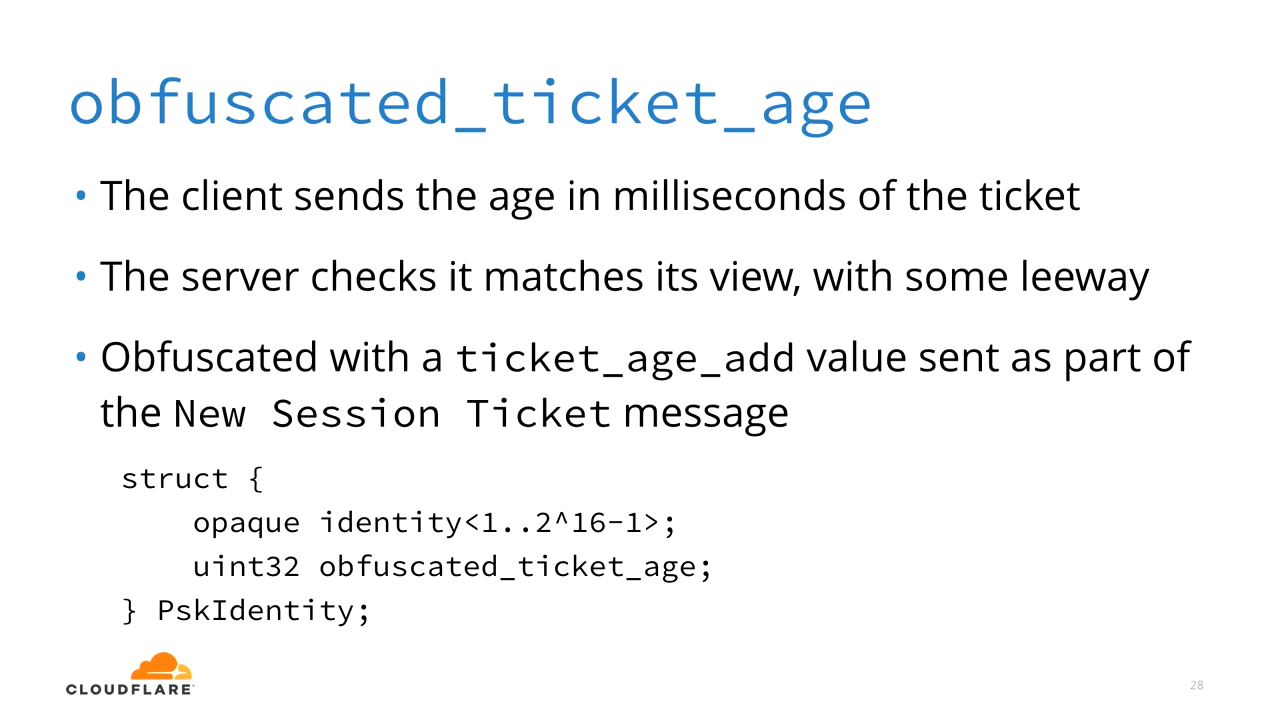 obfuscated_ticket_age
• The client sends the age in milliseconds of the ticket
• The server checks it matches its view, with some leeway
• Obfuscated with a ticket_age_add value sent as part of
the New Session Ticket message
struct {
    opaque identity<1..2^16-1>;
    uint32 obfuscated_ticket_age;
} PskIdentity;
CLOUDFLARE
28